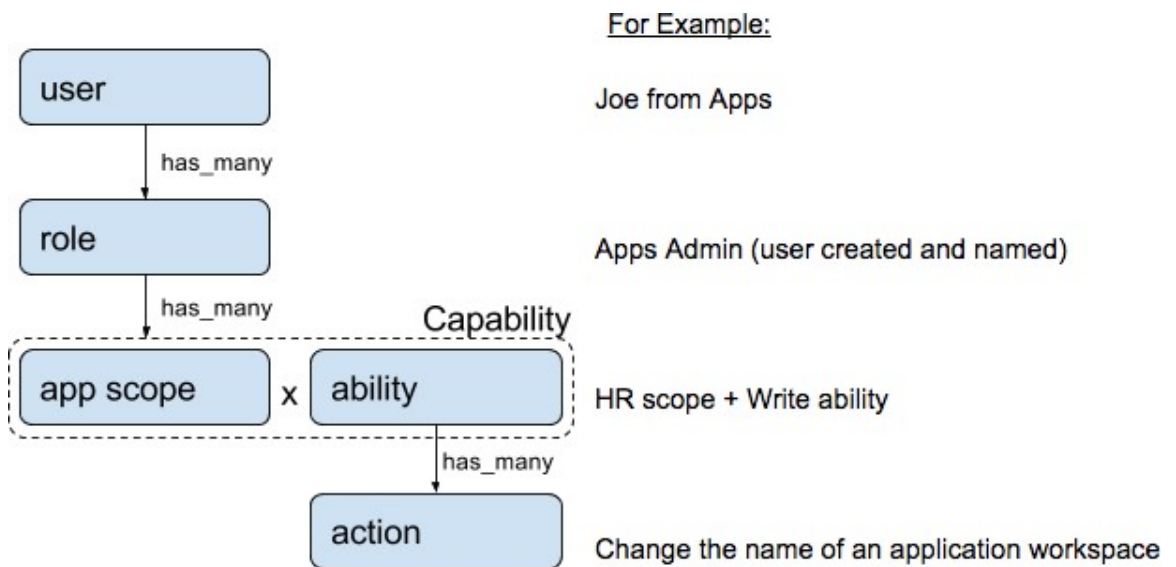 For Example:
user
Joe from Apps
has_many
role
Apps Admin (user created and named)
has_many
Capability
app scope x ability
HR scope + Write ability
has_many
action
Change the name of an application workspace